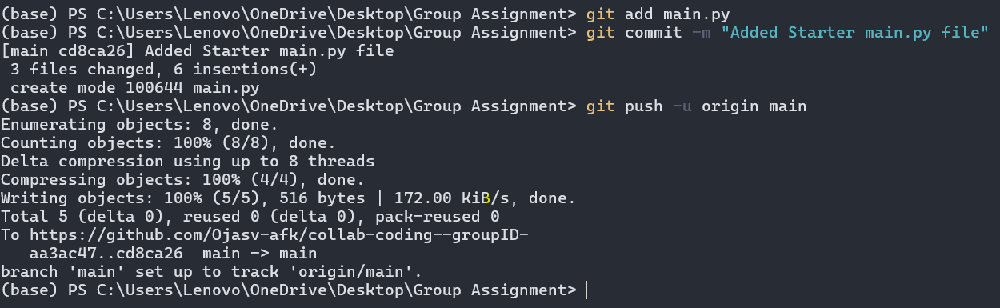 (base) PS C:\Users\Lenovo\OneDrive\Desktop\Group Assignment> git add main.py
(base) PS C:\Users\Lenovo\OneDrive\Desktop\Group Assignment> git commit -m "Added Starter main.py file"
[main cd8ca26] Added Starter main.py file
 3 files changed, 6 insertions(+)
 create mode 100644 main.py
(base) PS C:\Users\Lenovo\OneDrive\Desktop\Group Assignment> git push -u origin main
Enumerating objects: 8, done.
Counting objects: 100% (8/8), done.
Delta compression using up to 8 threads
Compressing objects: 100% (4/4), done.
Writing objects: 100% (5/5), 516 bytes | 172.00 KiB/s, done.
Total 5 (delta 0), reused 0 (delta 0), pack-reused 0
To https://github.com/Ojasv-afk/collab-coding--groupID-
   aa3ac47..cd8ca26  main -> main
branch 'main' set up to track 'origin/main'.
(base) PS C:\Users\Lenovo\OneDrive\Desktop\Group Assignment>